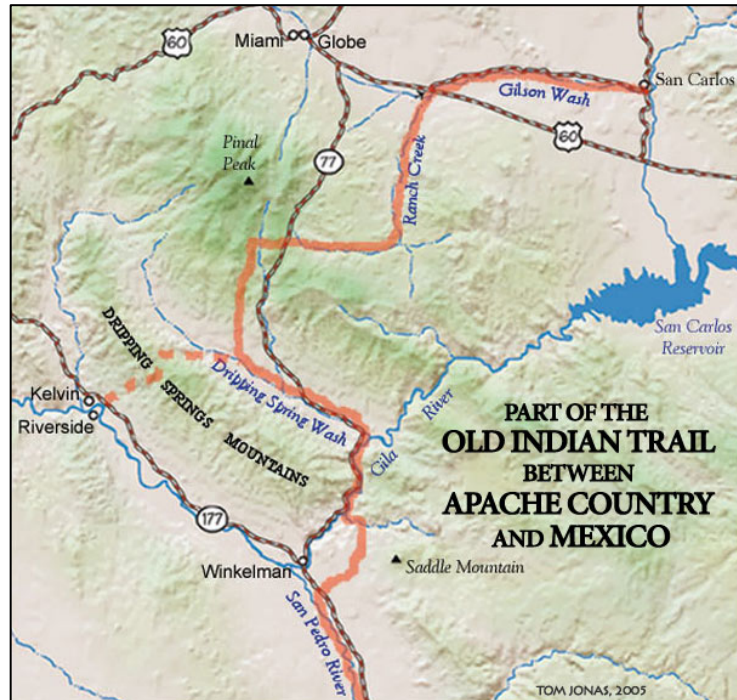 60
Miami
Globe
San Carlos
Gilson Wash
60
Pinal
Peak
77
Ranch Creek
San Carlos
Reservoir
DRIPPING SPRINGS MOUNTAINS
Dripping Spring Wash
Kelvin
Riverside
Gila River
PART OF THE
OLD INDIAN TRAIL
BETWEEN
APACHE COUNTRY
AND MEXICO
177
Winkelman
Saddle Mountain
San Pedro River
TOM JONAS, 2005